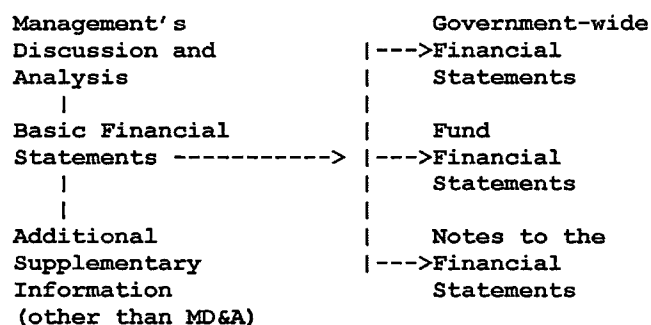 Management's Government-wide
Discussion and |--->Financial
Analysis | Statements
| |
Basic Financial | Fund
Statements -----------> |--->Financial
| | Statements
| |
Additional | Notes to the
Supplementary |--->Financial
Information Statements
(other than MD&A)